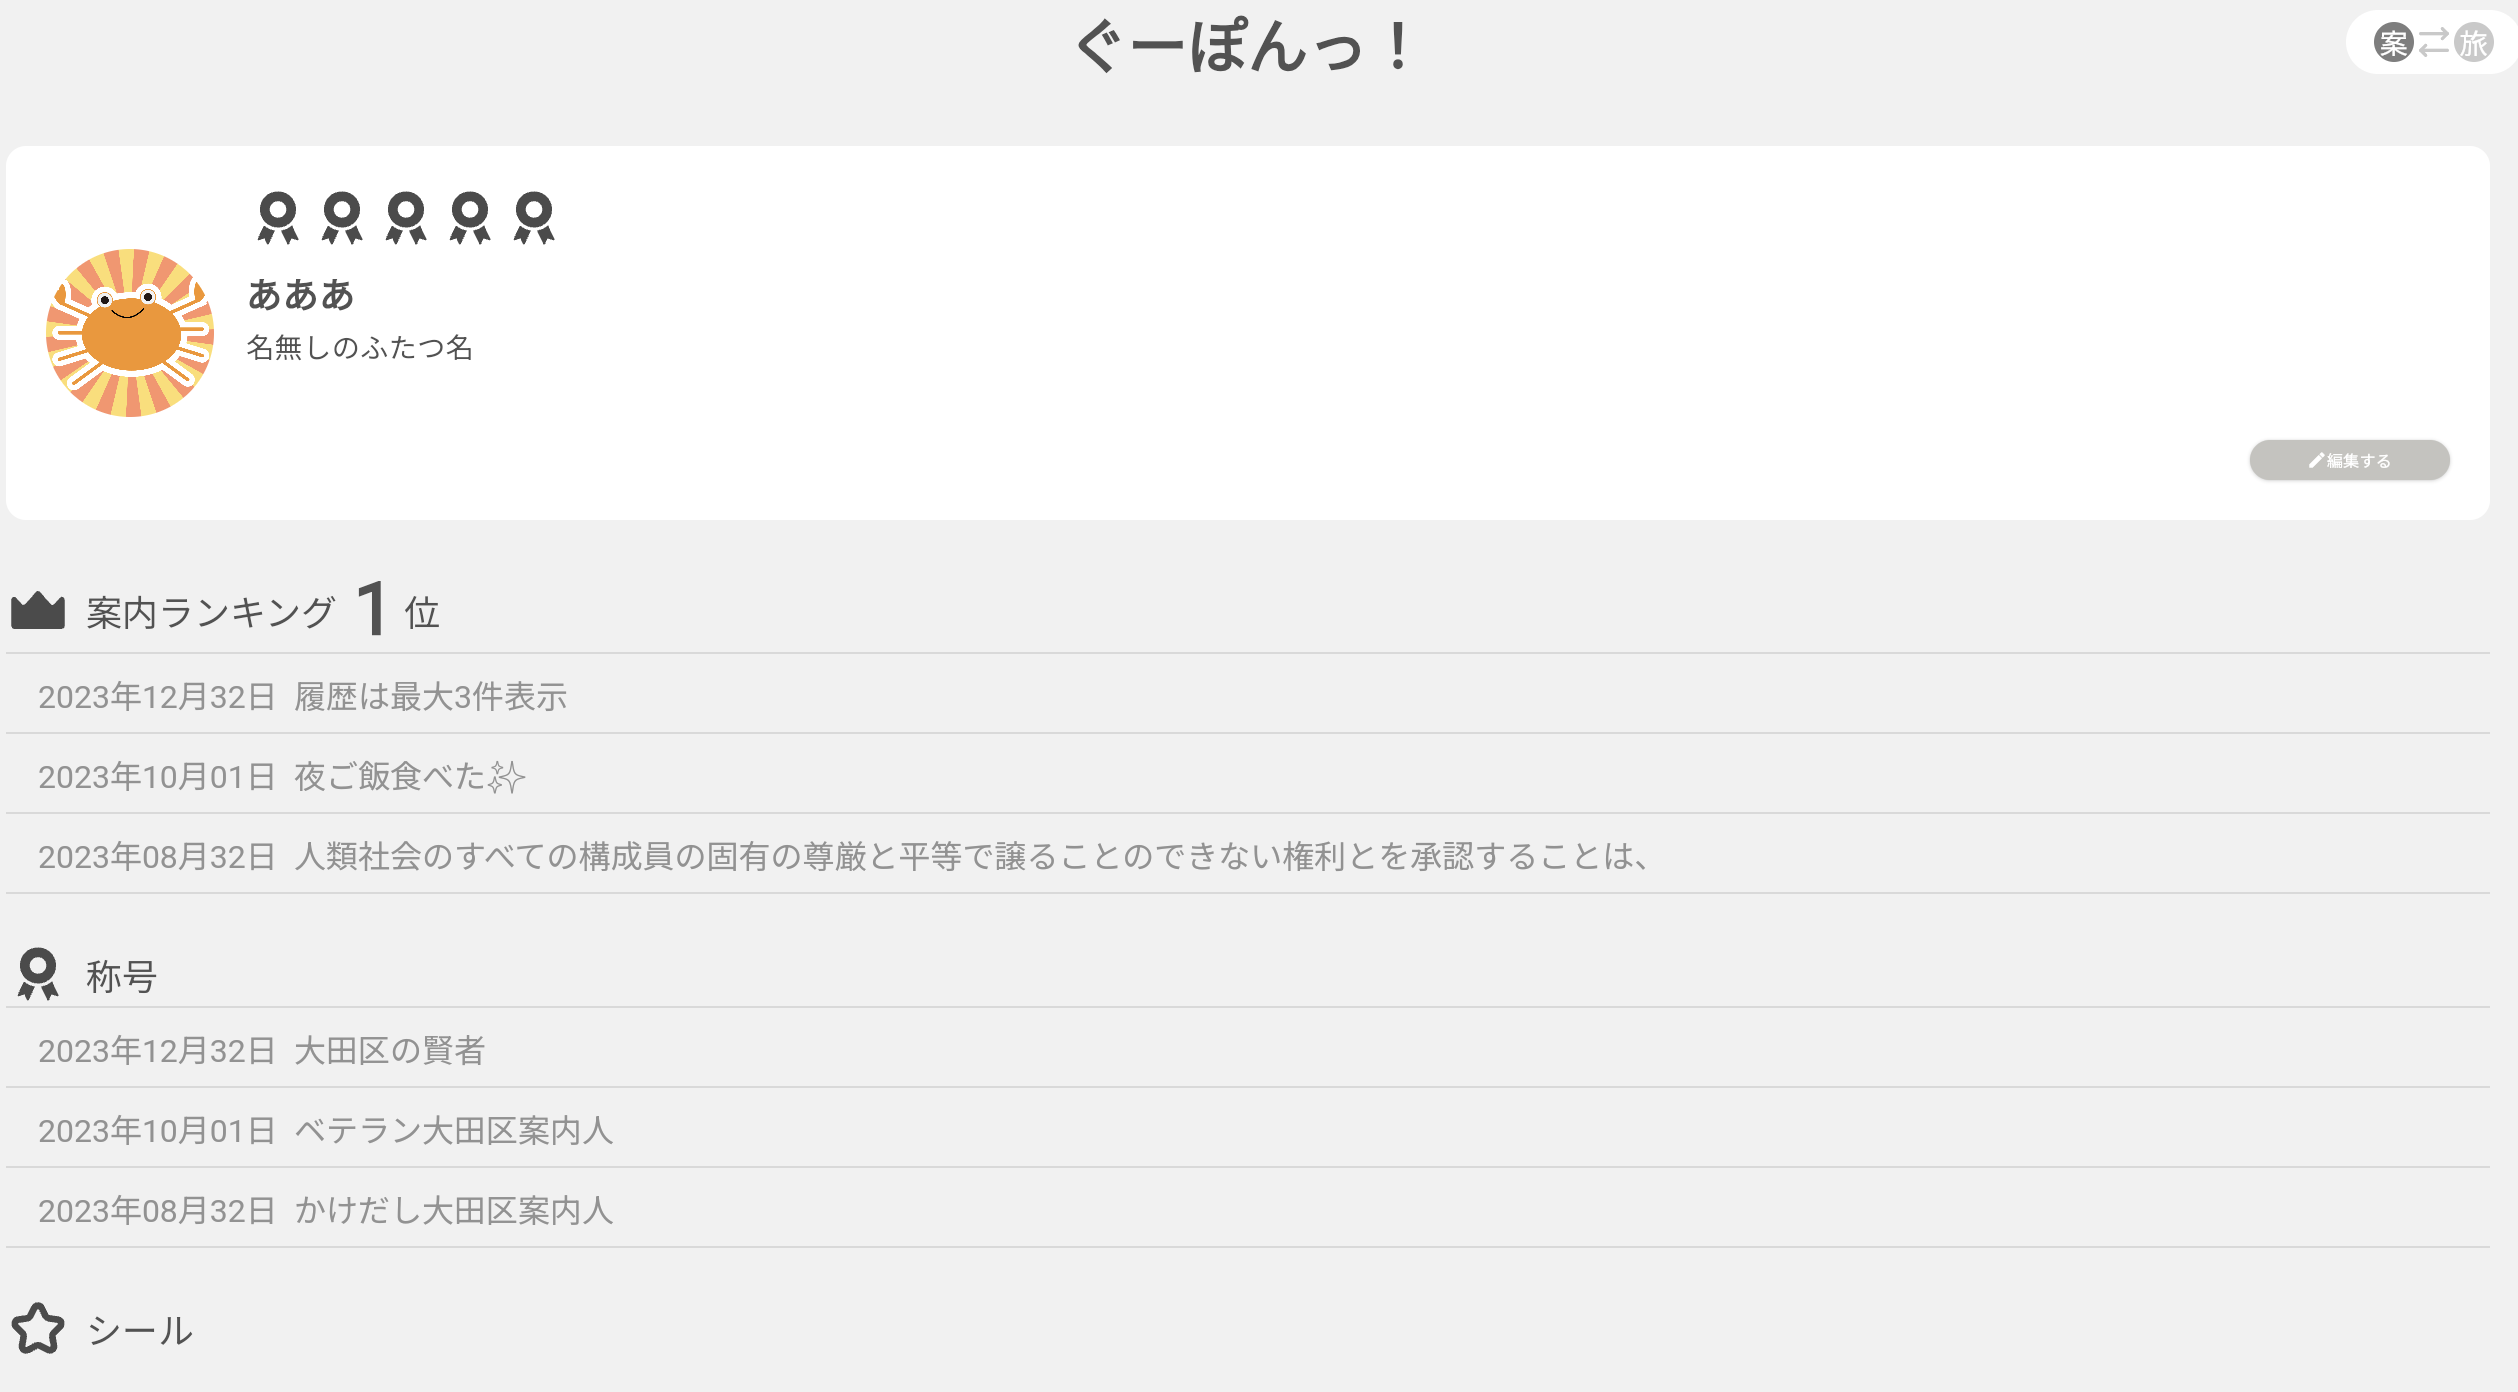 ぐーぽんっ！
案 旅
あああ
名無しのふたつ名
編集する
案内ランキング 1 位
2023年12月32日 履歴は最大3件表示
2023年10月01日 夜ご飯食べた✨
2023年08月32日 人類社会のすべての構成員の固有の尊厳と平等で譲ることのできない権利とを承認することは、
称号
2023年12月32日 大田区の賢者
2023年10月01日 ベテラン大田区案内人
2023年08月32日 かけだし大田区案内人
シール